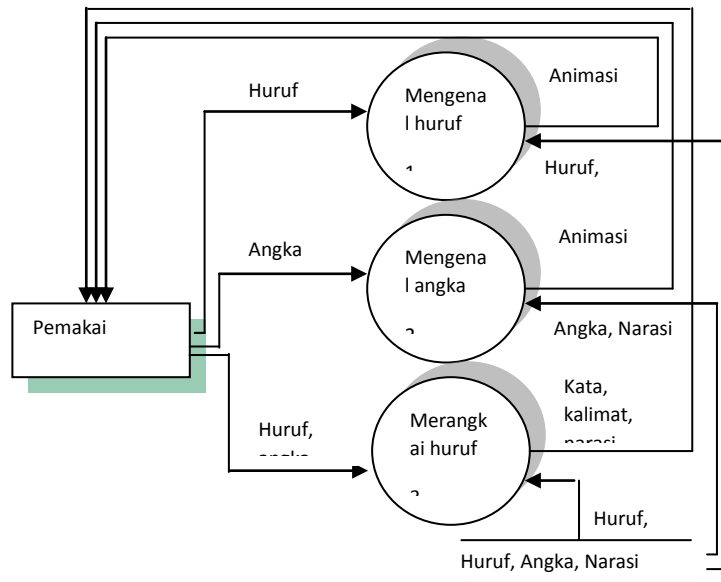 Huruf
Mengena
l huruf
Animasi
Huruf,
Angka
Mengena
l angka
Animasi
Pemakai
Angka, Narasi
Huruf,
Merangk
ai huruf
Kata,
kalimat,
Huruf,
Huruf, Angka, Narasi